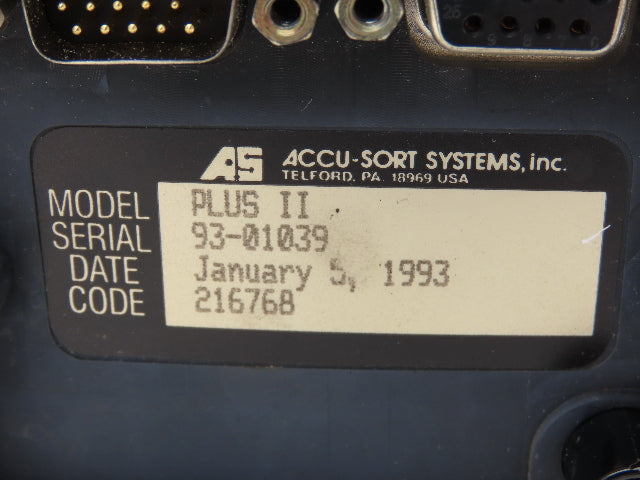 AS ACCU-SORT SYSTEMS, inc.
TELFORD, PA. 18969 USA
MODEL PLUS II
SERIAL 93-01039
DATE January 5, 1993
CODE 216768